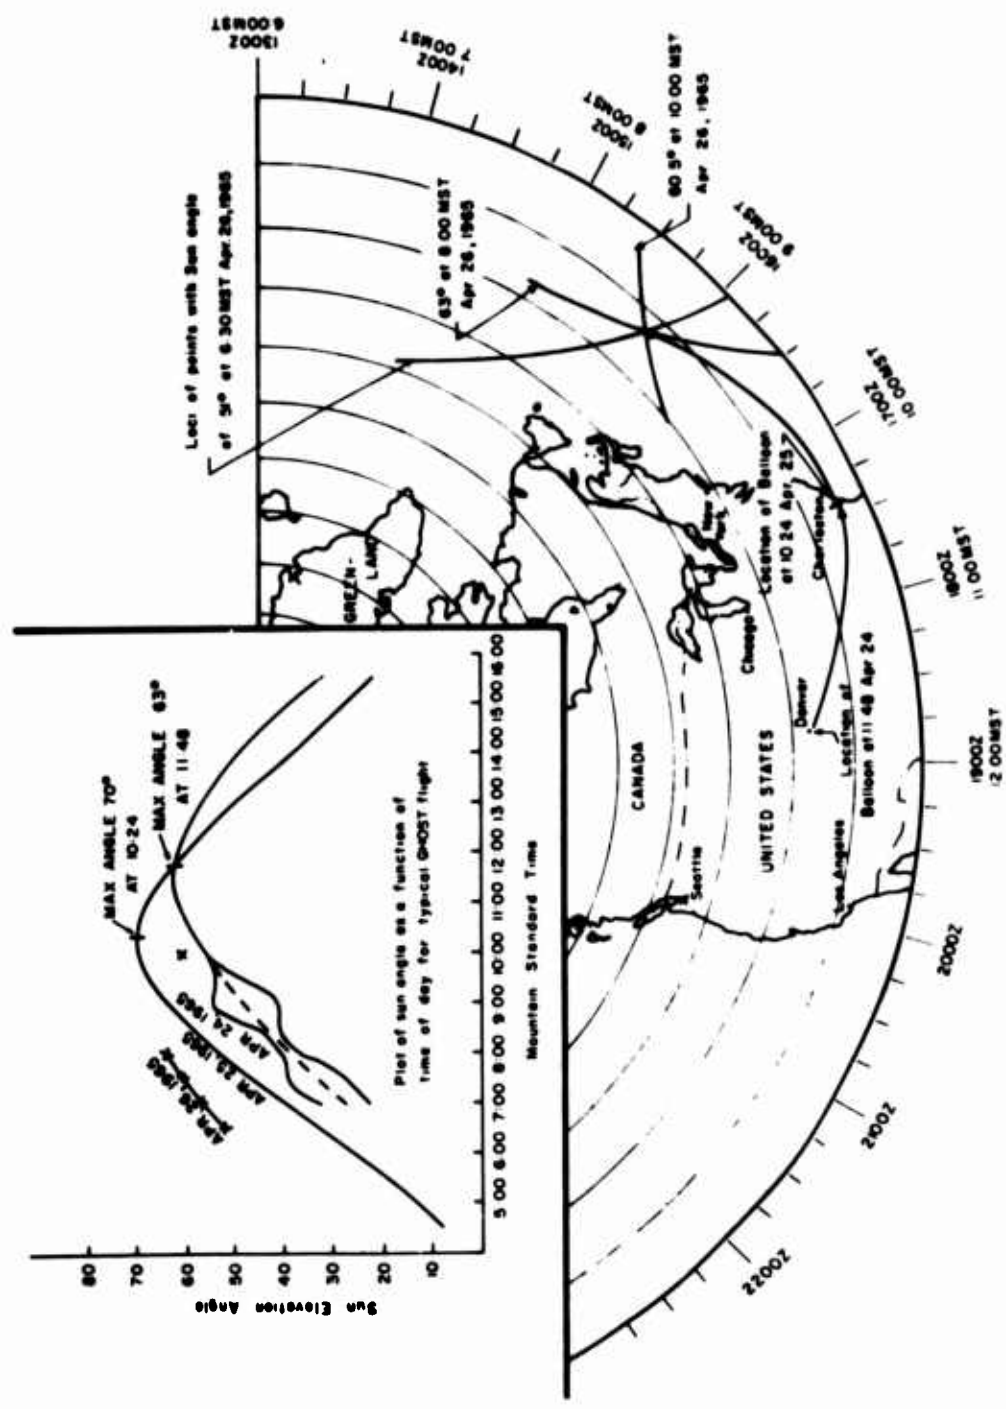 MAX ANGLE 70°
AT 10:24
MAX ANGLE 63°
AT 11:48
APR 24, 1965
APR 25, 1965
APR 26, 1965
80
70
60
50
40
30
20
10
Sun Elevation Angle
5:00 6:00 7:00 8:00 9:00 10:00 11:00 12:00 13:00 14:00 15:00 16:00
Mountain Standard Time
Plot of sun angle as a function of
time of day for typical GHOST flight
Loci of points with Sun angle
of 51° at 6:30 MST Apr. 26, 1965
63° at 8:00 MST
Apr 26, 1965
60.5° at 10:00 MST
Apr 26, 1965
1300Z
6:00 MST
1400Z
7:00 MST
1500Z
8:00 MST
1600Z
9:00 MST
1700Z
10:00 MST
1800Z
11:00 MST
1900Z
12:00 MST
2000Z
2100Z
2200Z
GREEN-
LAND
CANADA
UNITED STATES
Seattle
Los Angeles
Denver
Chicago
New
York
Charleston
Location of Balloon
at 10:24 Apr. 25
Location of
Balloon at 11:48 Apr 24